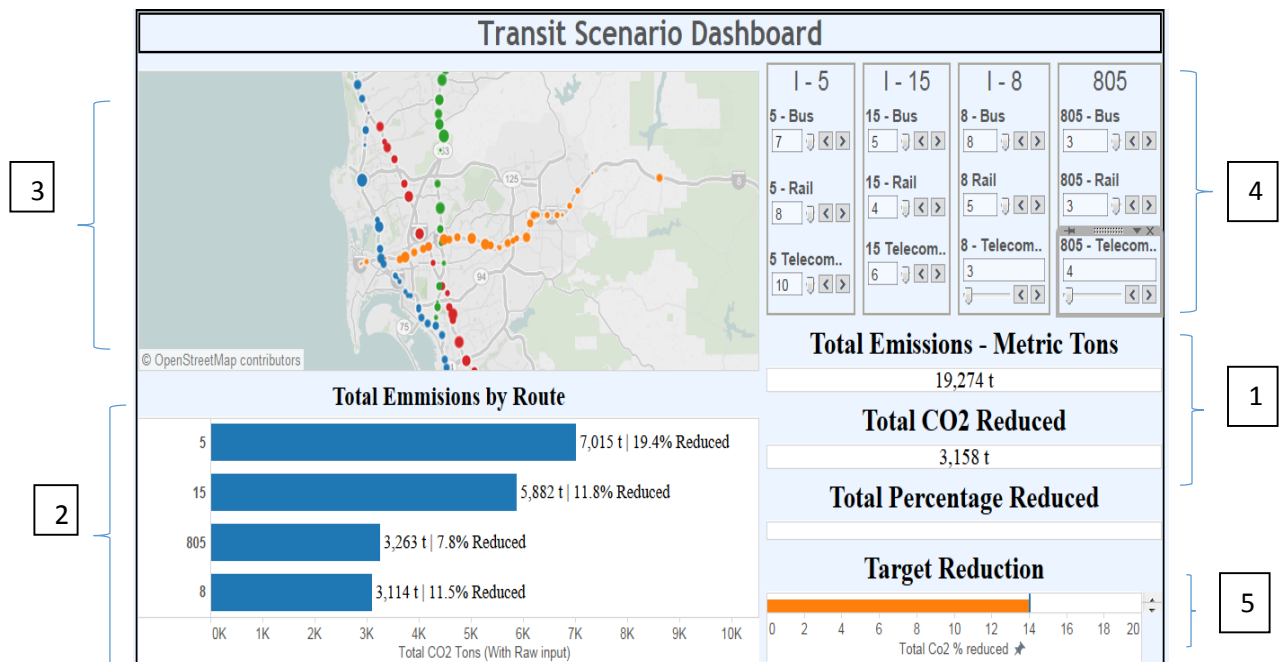 Transit Scenario Dashboard
3
163
125
8
8
94
75
© OpenStreetMap contributors
I - 5
5 - Bus
7
5 - Rail
8
5 Telecom..
10
I - 15
15 - Bus
5
15 - Rail
4
15 Telecom..
6
I - 8
8 - Bus
8
8 Rail
5
8 - Telecom..
3
805
805 - Bus
3
805 - Rail
3
805 - Telecom..
4
4
Total Emissions - Metric Tons
19,274 t
Total CO2 Reduced
3,158 t
1
Total Percentage Reduced
Target Reduction
0 2 4 6 8 10 12 14 16 18 20
Total Co2 % reduced
5
2
Total Emmisions by Route
5 7,015 t | 19.4% Reduced
15 5,882 t | 11.8% Reduced
805 3,263 t | 7.8% Reduced
8 3,114 t | 11.5% Reduced
0K 1K 2K 3K 4K 5K 6K 7K 8K 9K 10K
Total CO2 Tons (With Raw input)